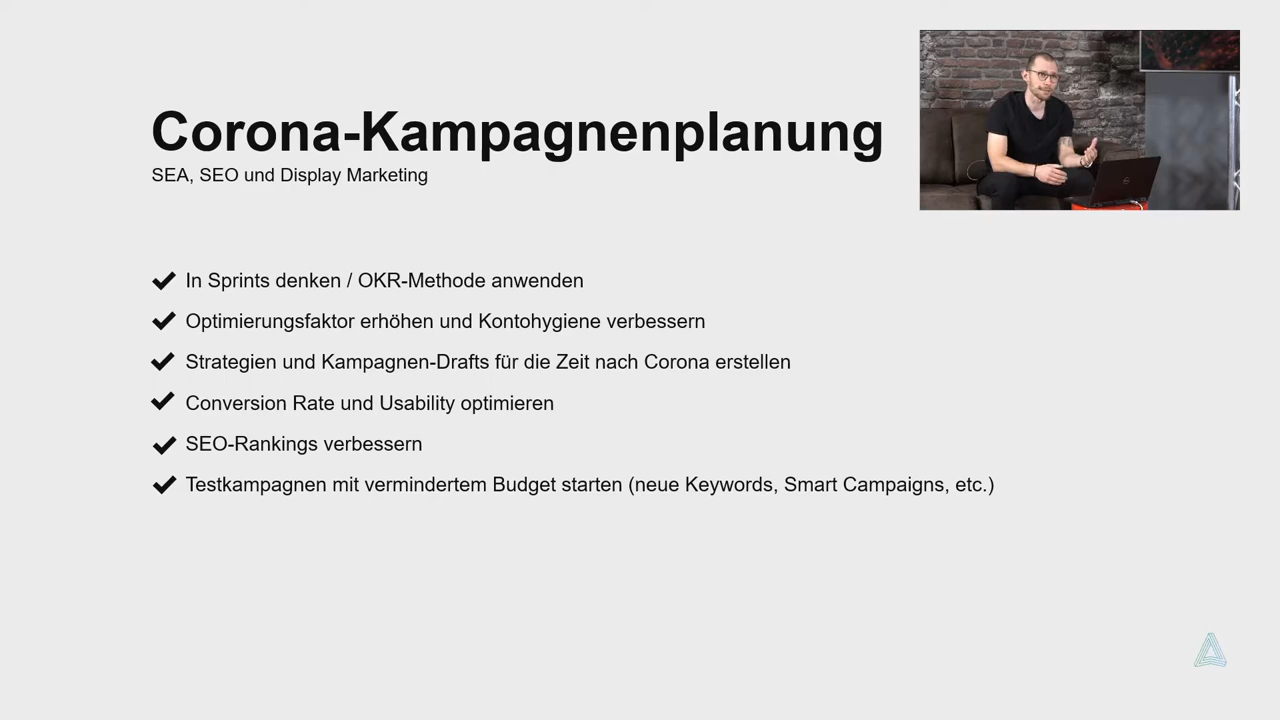 Corona-Kampagnenplanung
SEA, SEO und Display Marketing
In Sprints denken / OKR-Methode anwenden
Optimierungsfaktor erhöhen und Kontohygiene verbessern
Strategien und Kampagnen-Drafts für die Zeit nach Corona erstellen
Conversion Rate und Usability optimieren
SEO-Rankings verbessern
Testkampagnen mit vermindertem Budget starten (neue Keywords, Smart Campaigns, etc.)